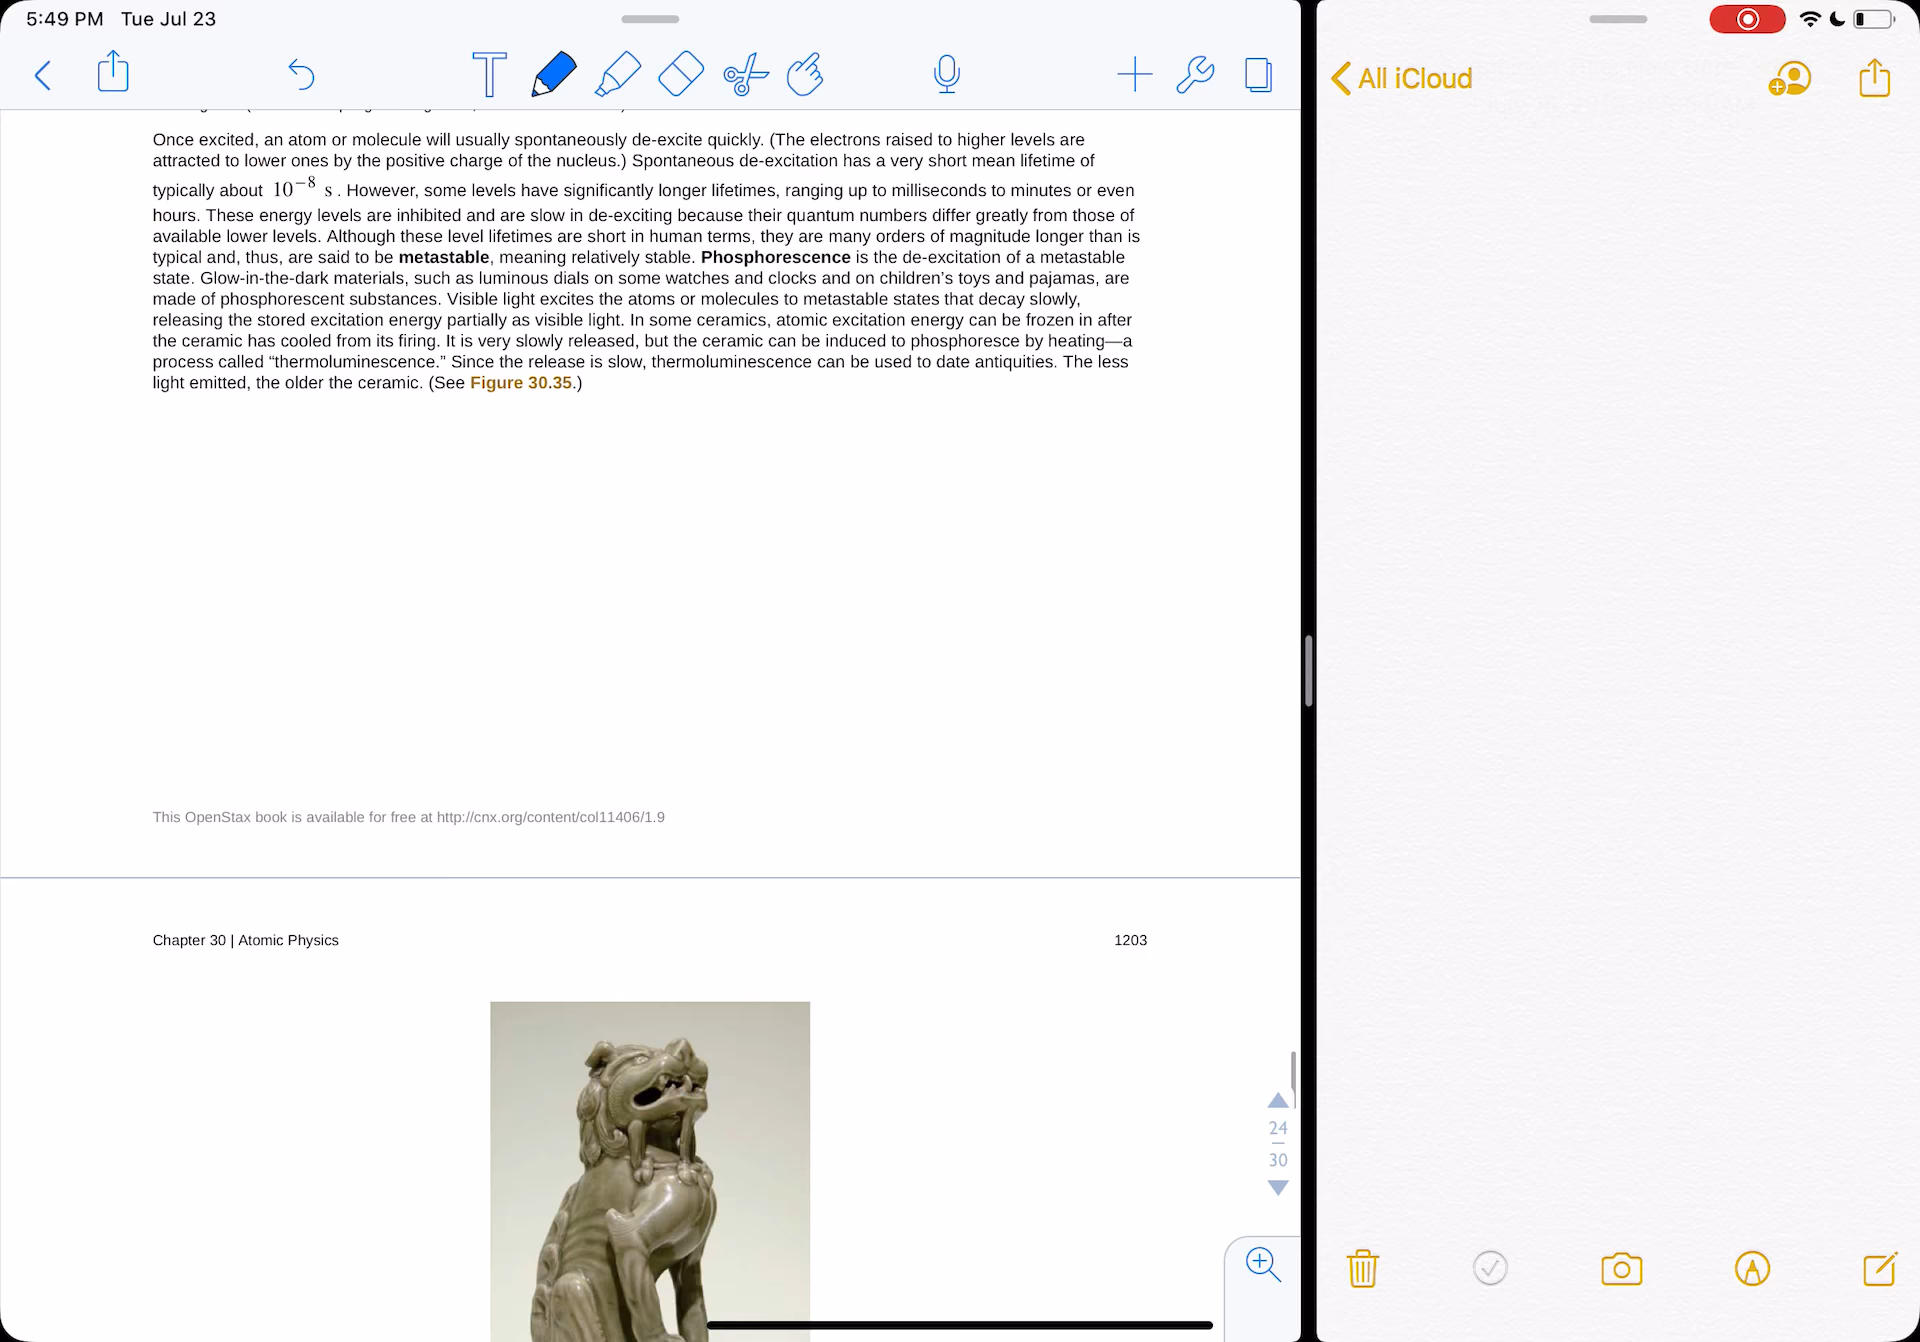 5:49 PM Tue Jul 23
All iCloud
Once excited, an atom or molecule will usually spontaneously de-excite quickly. (The electrons raised to higher levels are
attracted to lower ones by the positive charge of the nucleus.) Spontaneous de-excitation has a very short mean lifetime of
typically about 10⁻⁸ s . However, some levels have significantly longer lifetimes, ranging up to milliseconds to minutes or even
hours. These energy levels are inhibited and are slow in de-exciting because their quantum numbers differ greatly from those of
available lower levels. Although these level lifetimes are short in human terms, they are many orders of magnitude longer than is
typical and, thus, are said to be metastable, meaning relatively stable. Phosphorescence is the de-excitation of a metastable
state. Glow-in-the-dark materials, such as luminous dials on some watches and clocks and on children’s toys and pajamas, are
made of phosphorescent substances. Visible light excites the atoms or molecules to metastable states that decay slowly,
releasing the stored excitation energy partially as visible light. In some ceramics, atomic excitation energy can be frozen in after
the ceramic has cooled from its firing. It is very slowly released, but the ceramic can be induced to phosphoresce by heating—a
process called “thermoluminescence.” Since the release is slow, thermoluminescence can be used to date antiquities. The less
light emitted, the older the ceramic. (See Figure 30.35.)
This OpenStax book is available for free at http://cnx.org/content/col11406/1.9
Chapter 30 | Atomic Physics 1203
24
30